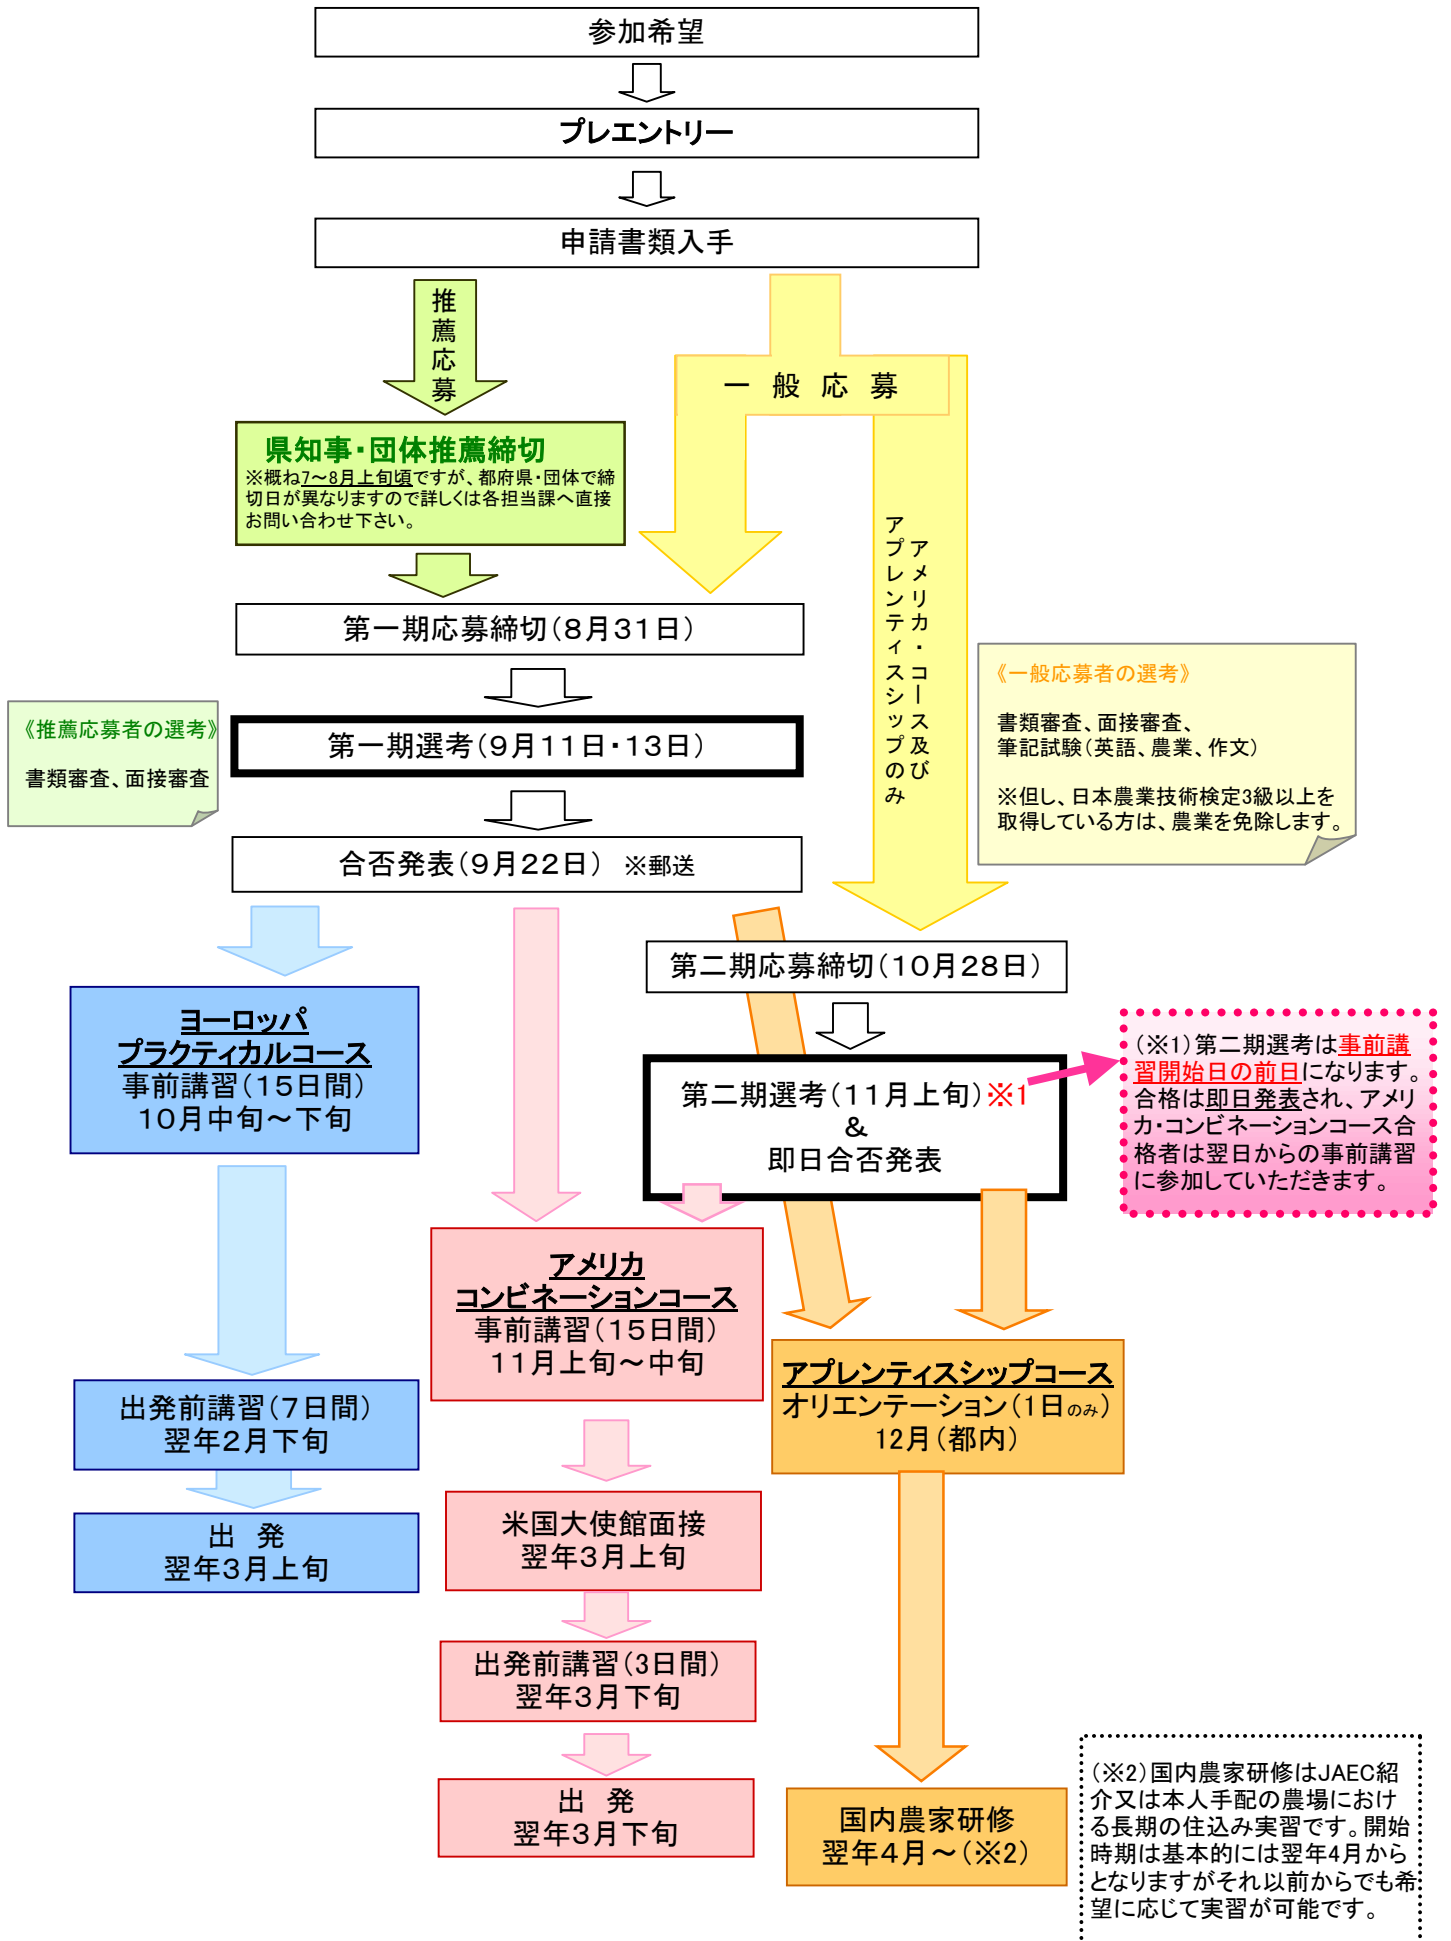 参加希望
プレエントリー
申請書類入手
推薦応募
一 般 応 募
県知事・団体推薦締切
※概ね7～8月上旬頃ですが、都府県・団体で締
切日が異なりますので詳しくは各担当課へ直接
お問い合わせ下さい。
アメリカ・コース及び
アプレンティスシップのみ
第一期応募締切（８月３１日）
《推薦応募者の選考》
書類審査、面接審査
第一期選考（９月１１日・１３日）
《一般応募者の選考》
書類審査、面接審査、
筆記試験（英語、農業、作文）
※但し、日本農業技術検定3級以上を
取得している方は、農業を免除します。
合否発表（９月２２日） ※郵送
第二期応募締切（１０月２８日）
ヨーロッパ
プラクティカルコース
事前講習（１５日間）
１０月中旬～下旬
第二期選考（１１月上旬）※１
＆
即日合否発表
（※１）第二期選考は事前講
習開始日の前日になります。
合格は即日発表され、アメリ
カ・コンビネーションコース合
格者は翌日からの事前講習
に参加していただきます。
アメリカ
コンビネーションコース
事前講習（１５日間）
１１月上旬～中旬
アプレンティスシップコース
オリエンテーション（１日のみ）
12月（都内）
出発前講習（７日間）
翌年２月下旬
出 発
翌年３月上旬
米国大使館面接
翌年３月上旬
出発前講習（3日間）
翌年３月下旬
出 発
翌年３月下旬
国内農家研修
翌年４月～（※２）
（※2）国内農家研修はJAEC紹
介又は本人手配の農場におけ
る長期の住込み実習です。開始
時期は基本的には翌年4月から
となりますがそれ以前からでも希
望に応じて実習が可能です。